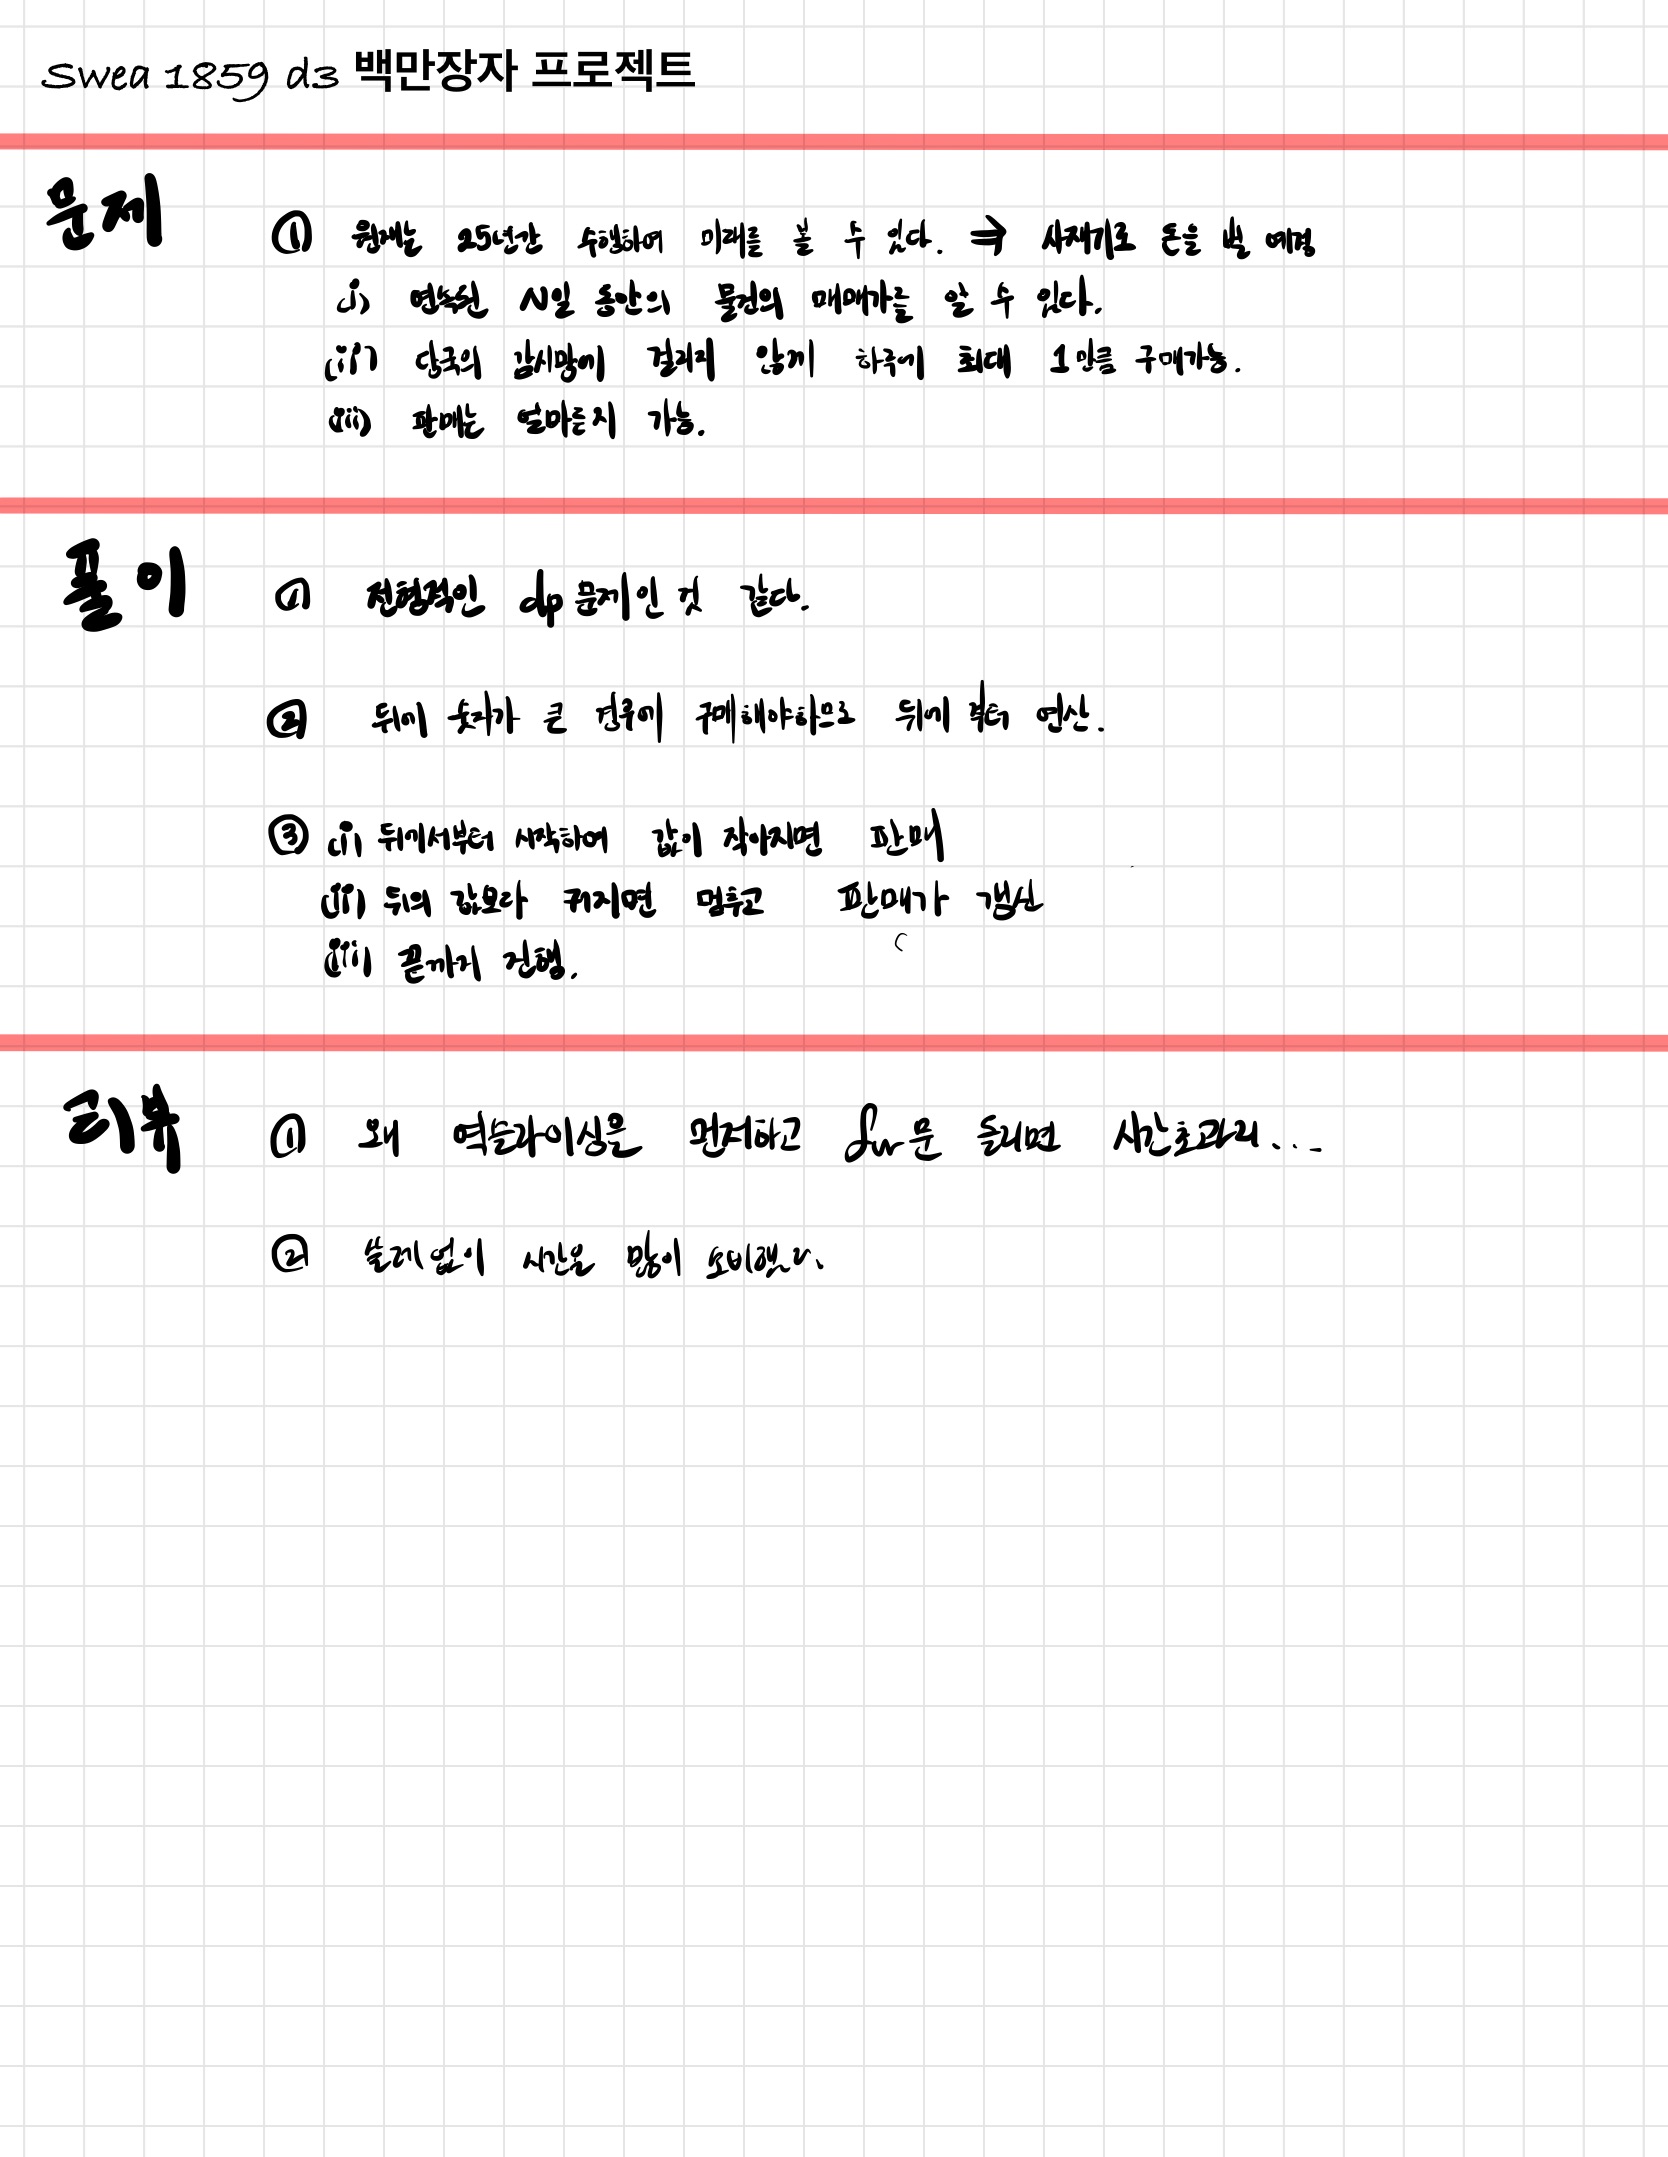 swea 1859 d3 백만장자 프로젝트
문제
① 원재는 25년간 수행하여 미래를 볼 수 있다. ⇒ 사재기로 돈을 벌 예정
(i) 연속된 N일 동안의 물건의 매매가를 알 수 있다.
(ii) 당국의 감시망에 걸리지 않게 하루에 최대 1만큼 구매가능.
(iii) 판매는 얼마든지 가능.
풀이
① 전형적인 dp 문제인 것 같다.
② 뒤에 숫자가 큰 경우에 구매해야하므로 뒤에 부터 연산.
③ (i) 뒤에서부터 시작하여 값이 작아지면 판매
(ii) 뒤의 값보다 커지면 멈추고 판매가 갱신
(iii) 끝까지 진행.
리뷰
① 왜 역슬라이싱을 먼저하고 for문 돌리면 시간초과지...
② 쓸데없이 시간을 많이 소비했다.